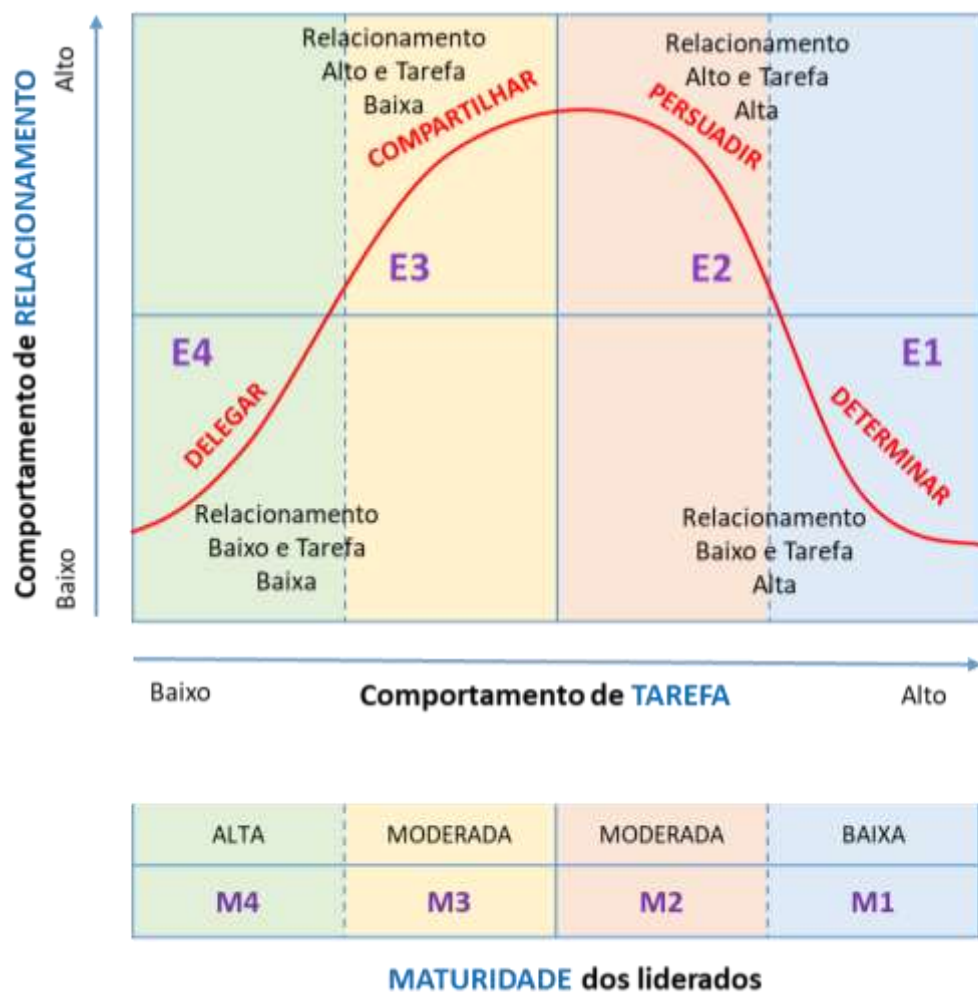 Comportamento de RELACIONAMENTO
Alto
Baixo
Relacionamento
Alto e Tarefa
Baixa
Relacionamento
Alto e Tarefa
Alta
COMPARTILHAR
PERSUADIR
E3
E2
E4
E1
DELEGAR
DETERMINAR
Relacionamento
Baixo e Tarefa
Baixa
Relacionamento
Baixo e Tarefa
Alta
Baixo
Comportamento de TAREFA
Alto
ALTA
MODERADA
MODERADA
BAIXA
M4
M3
M2
M1
MATURIDADE dos liderados